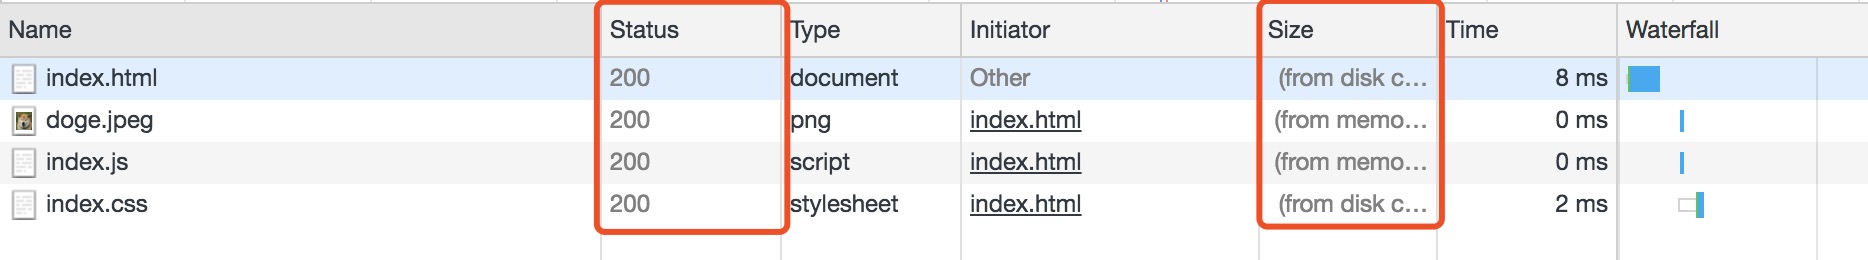 Name Status Type Initiator Size Time Waterfall
index.html 200 document Other (from disk c... 8 ms
doge.jpeg 200 png index.html (from memo... 0 ms
index.js 200 script index.html (from memo... 0 ms
index.css 200 stylesheet index.html (from disk c... 2 ms